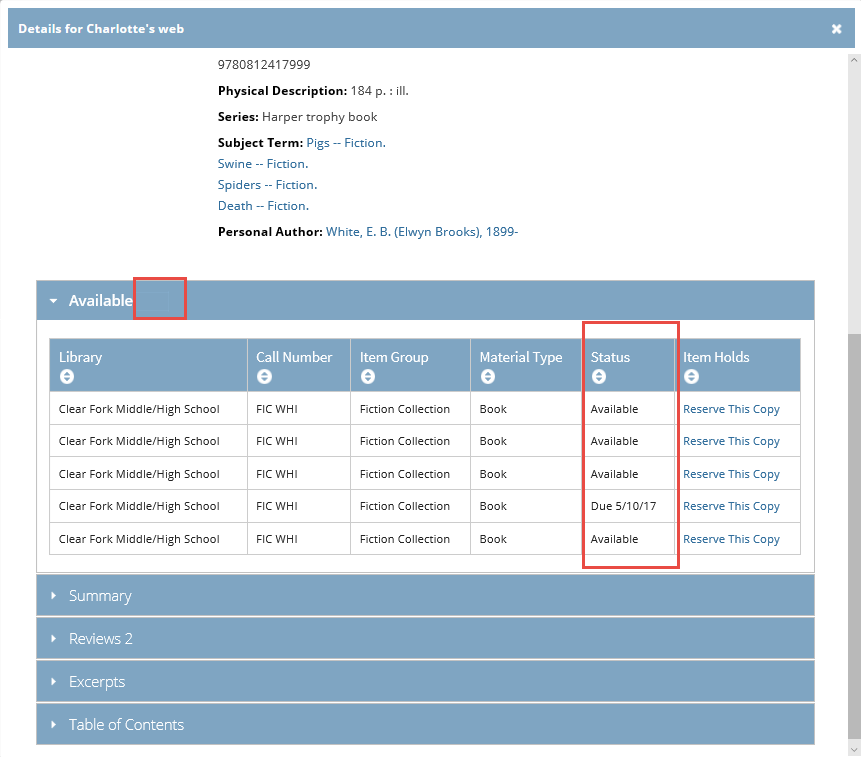 Details for Charlotte's web
9780812417999
Physical Description: 184 p. : ill.
Series: Harper trophy book
Subject Term: Pigs -- Fiction.
Swine -- Fiction.
Spiders -- Fiction.
Death -- Fiction.
Personal Author: White, E. B. (Elwyn Brooks), 1899-
Available
Library Call Number Item Group Material Type Status Item Holds
Clear Fork Middle/High School FIC WHI Fiction Collection Book Available Reserve This Copy
Clear Fork Middle/High School FIC WHI Fiction Collection Book Available Reserve This Copy
Clear Fork Middle/High School FIC WHI Fiction Collection Book Available Reserve This Copy
Clear Fork Middle/High School FIC WHI Fiction Collection Book Due 5/10/17 Reserve This Copy
Clear Fork Middle/High School FIC WHI Fiction Collection Book Available Reserve This Copy
Summary
Reviews 2
Excerpts
Table of Contents